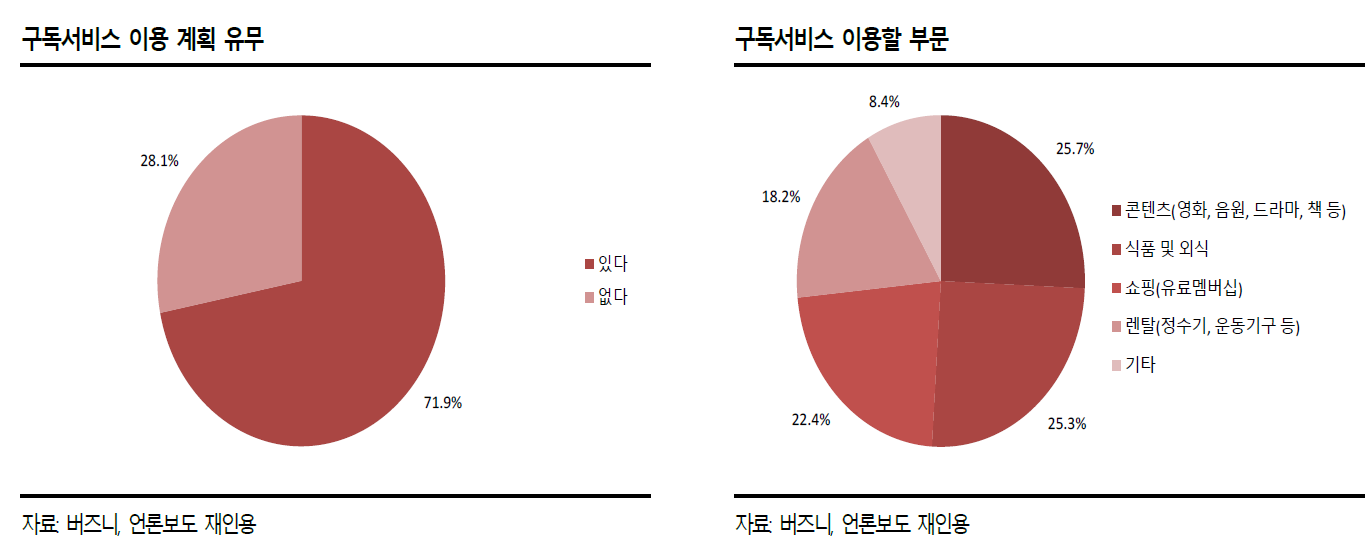 구독서비스 이용 계획 유무
28.1%
71.9%
있다
없다
자료: 버즈니, 언론보도 재인용
구독서비스 이용할 부문
8.4%
25.7%
18.2%
22.4%
25.3%
콘텐츠(영화, 음원, 드라마, 책 등)
식품 및 외식
쇼핑(유료멤버십)
렌탈(정수기, 운동기구 등)
기타
자료: 버즈니, 언론보도 재인용